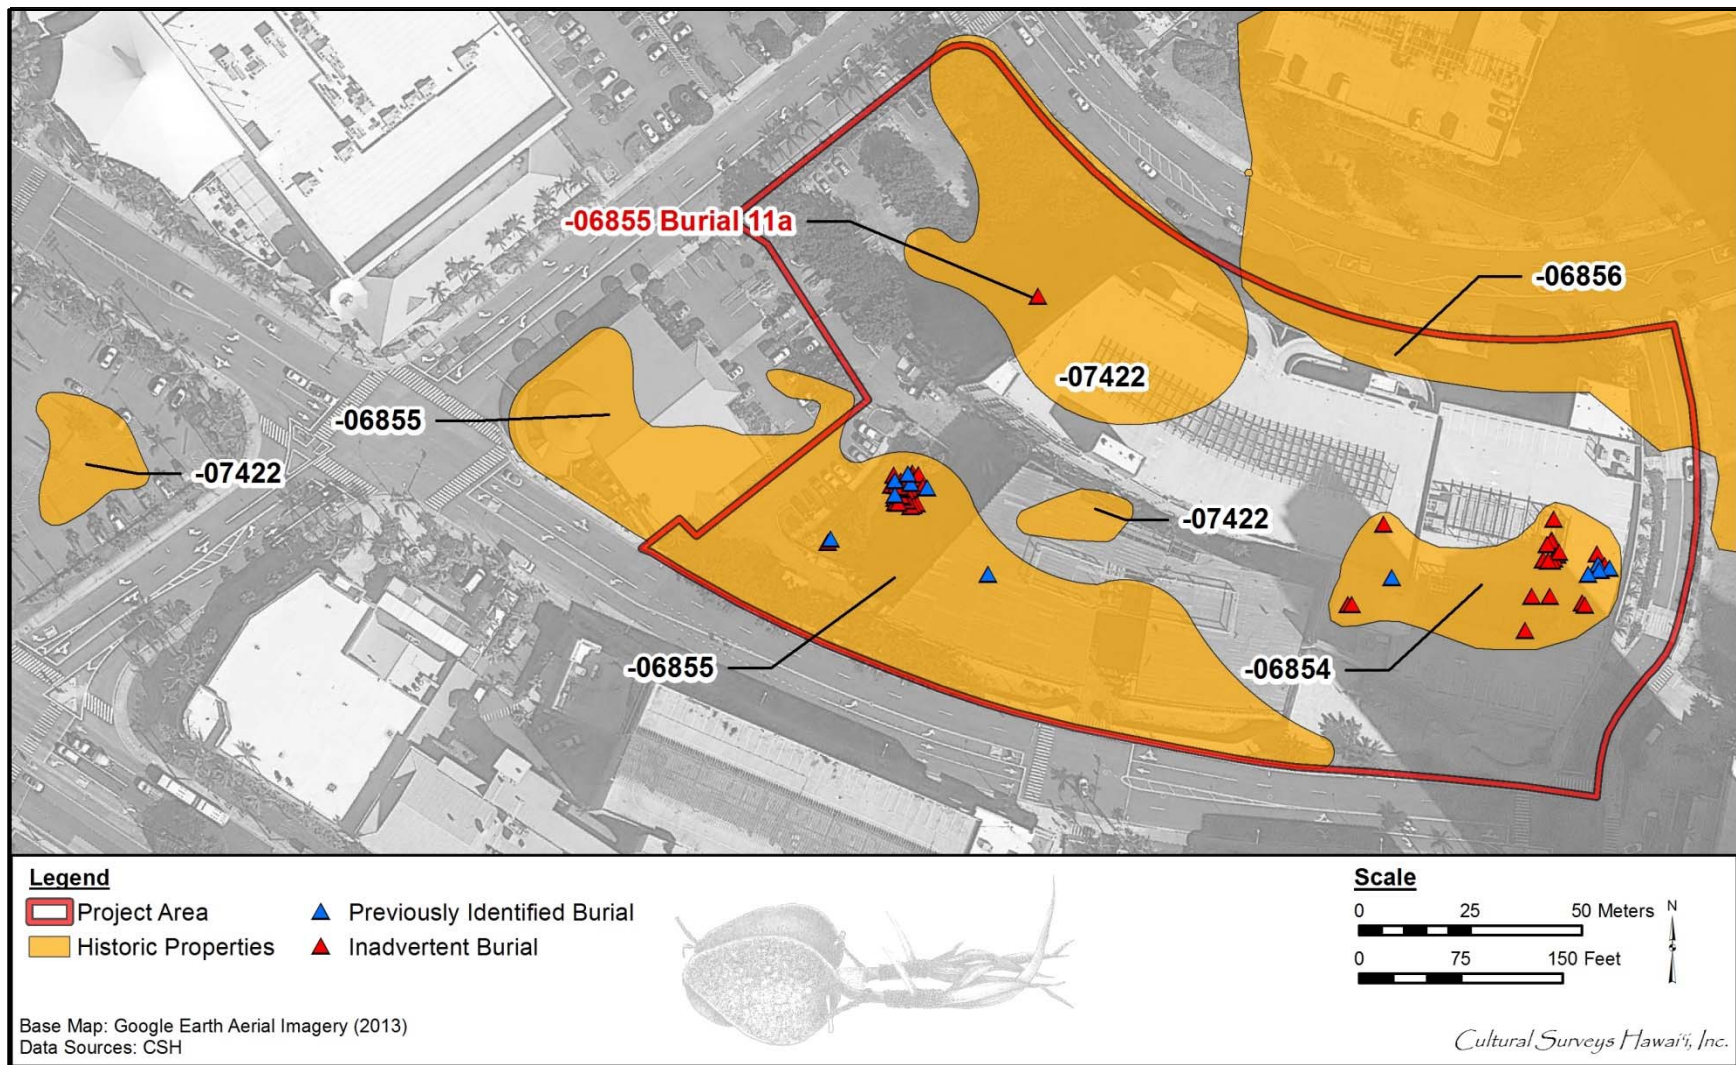 -06855 Burial 11a
-06856
-07422
-06855
-07422
-07422
-06855
-06854
Legend
Project Area
Historic Properties
Previously Identified Burial
Inadvertent Burial
Scale
0 25 50 Meters
0 75 150 Feet
N
Base Map: Google Earth Aerial Imagery (2013)
Data Sources: CSH
Cultural Surveys Hawai‘i, Inc.